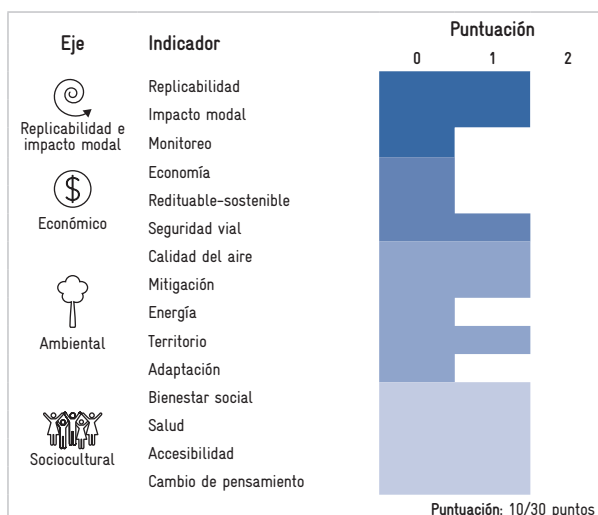 Eje Indicador Puntuación
0 1 2
Replicabilidad
Impacto modal
Monitoreo
Replicabilidad e
impacto modal
Economía
Redituable-sostenible
Seguridad vial
$
Económico
Calidad del aire
Mitigación
Energía
Territorio
Adaptación
Ambiental
Bienestar social
Salud
Accesibilidad
Cambio de pensamiento
Sociocultural
Puntuación: 10/30 puntos